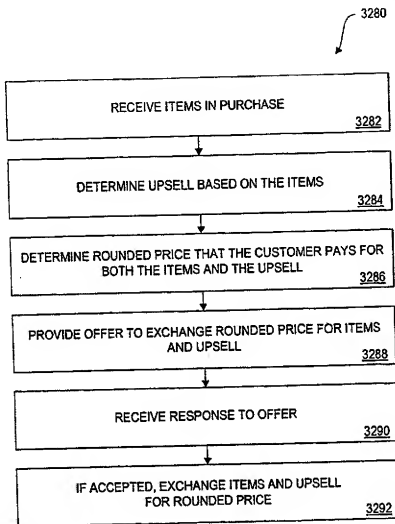 3280
RECEIVE ITEMS IN PURCHASE
3282
DETERMINE UPSELL BASED ON THE ITEMS
3284
DETERMINE ROUNDED PRICE THAT THE CUSTOMER PAYS FOR
BOTH THE ITEMS AND THE UPSELL
3286
PROVIDE OFFER TO EXCHANGE ROUNDED PRICE FOR ITEMS
AND UPSELL
3288
RECEIVE RESPONSE TO OFFER
3290
IF ACCEPTED, EXCHANGE ITEMS AND UPSELL
FOR ROUNDED PRICE
3292